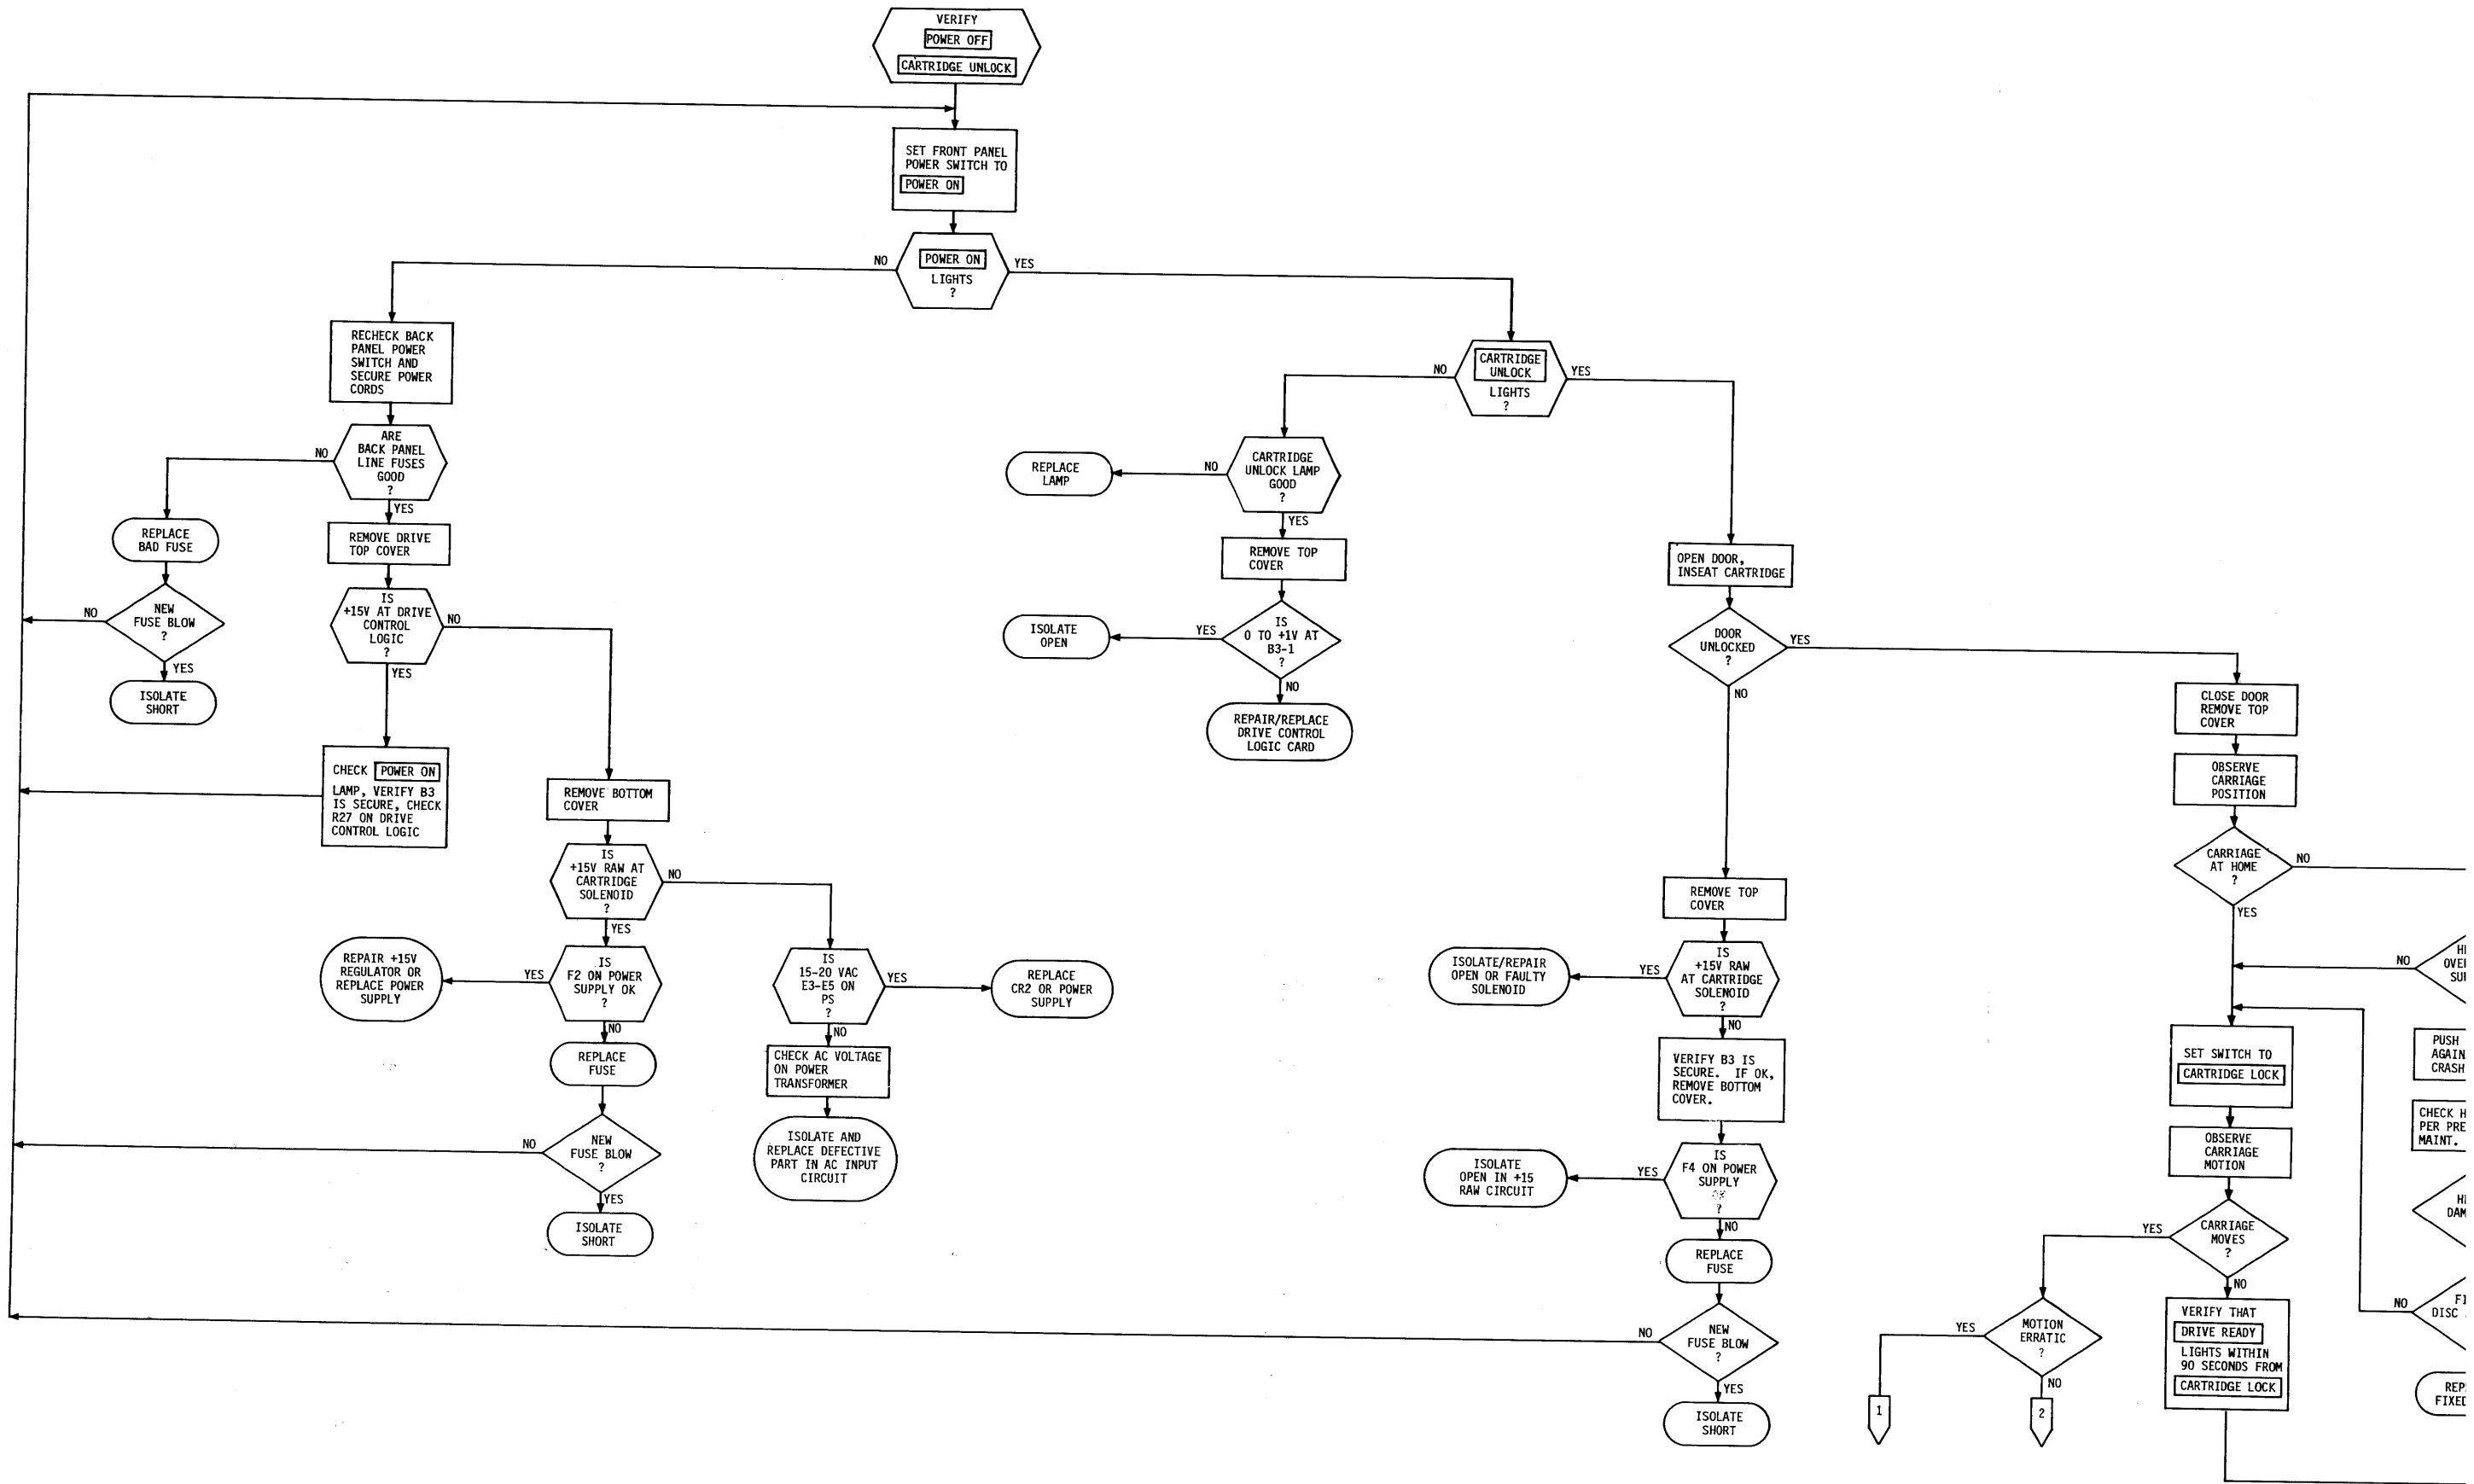 VERIFY
POWER OFF
CARTRIDGE UNLOCK
SET FRONT PANEL
POWER SWITCH TO
POWER ON
NO
POWER ON
LIGHTS
?
YES
RECHECK BACK
PANEL POWER
SWITCH AND
SECURE POWER
CORDS
NO
ARE
BACK PANEL
LINE FUSES
GOOD
?
YES
REPLACE
BAD FUSE
NO
NEW
FUSE BLOW
?
YES
ISOLATE
SHORT
REMOVE DRIVE
TOP COVER
IS
+15V AT DRIVE
CONTROL
LOGIC
?
NO
YES
CHECK POWER ON
LAMP, VERIFY B3
IS SECURE, CHECK
R27 ON DRIVE
CONTROL LOGIC
REMOVE BOTTOM
COVER
IS
+15V RAW AT
CARTRIDGE
SOLENOID
?
NO
YES
REPAIR +15V
REGULATOR OR
REPLACE POWER
SUPPLY
YES
IS
F2 ON POWER
SUPPLY OK
?
NO
REPLACE
FUSE
NO
NEW
FUSE BLOW
?
YES
ISOLATE
SHORT
IS
15-20 VAC
E3-E5 ON
PS
?
YES
REPLACE
CR2 OR POWER
SUPPLY
NO
CHECK AC VOLTAGE
ON POWER
TRANSFORMER
ISOLATE AND
REPLACE DEFECTIVE
PART IN AC INPUT
CIRCUIT
NO
CARTRIDGE
UNLOCK
LIGHTS
?
YES
REPLACE
LAMP
NO
CARTRIDGE
UNLOCK LAMP
GOOD
?
YES
REMOVE TOP
COVER
ISOLATE
OPEN
YES
IS
0 TO +1V AT
B3-1
?
NO
REPAIR/REPLACE
DRIVE CONTROL
LOGIC CARD
OPEN DOOR,
INSEAT CARTRIDGE
DOOR
UNLOCKED
?
YES
NO
REMOVE TOP
COVER
ISOLATE/REPAIR
OPEN OR FAULTY
SOLENOID
YES
IS
+15V RAW
AT CARTRIDGE
SOLENOID
?
NO
VERIFY B3 IS
SECURE. IF OK,
REMOVE BOTTOM
COVER.
ISOLATE
OPEN IN +15
RAW CIRCUIT
YES
IS
F4 ON POWER
SUPPLY
OK
?
NO
REPLACE
FUSE
NO
NEW
FUSE BLOW
?
YES
ISOLATE
SHORT
CLOSE DOOR
REMOVE TOP
COVER
OBSERVE
CARRIAGE
POSITION
CARRIAGE
AT HOME
?
NO
YES
NO
SET SWITCH TO
CARTRIDGE LOCK
OBSERVE
CARRIAGE
MOTION
YES
CARRIAGE
MOVES
?
NO
YES
MOTION
ERRATIC
?
NO
1
2
VERIFY THAT
DRIVE READY
LIGHTS WITHIN
90 SECONDS FROM
CARTRIDGE LOCK
PUSH
AGAIN
CRASH
CHECK
PER
MAINT.
NO
DISC
FIXED